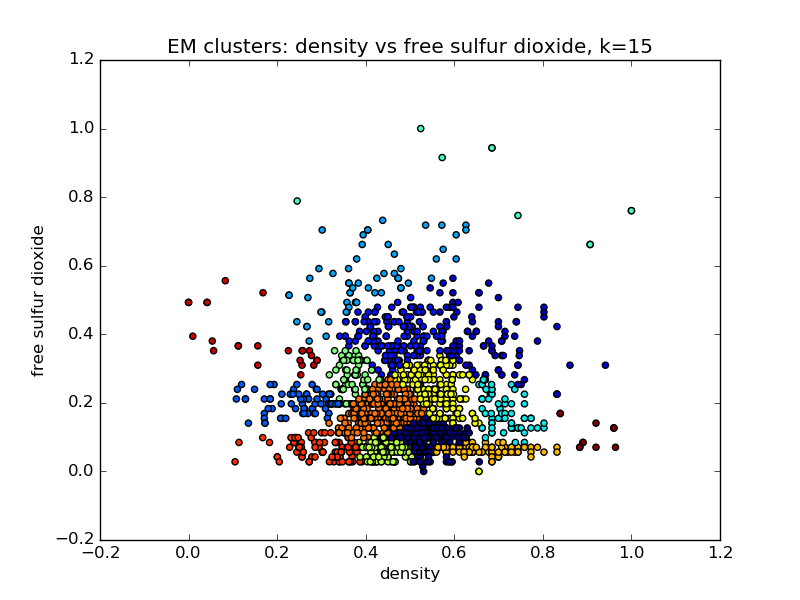 EM clusters: density vs free sulfur dioxide, k=15
1.2
1.0
0.8
0.6
0.4
0.2
0.0
−0.2
free sulfur dioxide
−0.2 0.0 0.2 0.4 0.6 0.8 1.0 1.2
density